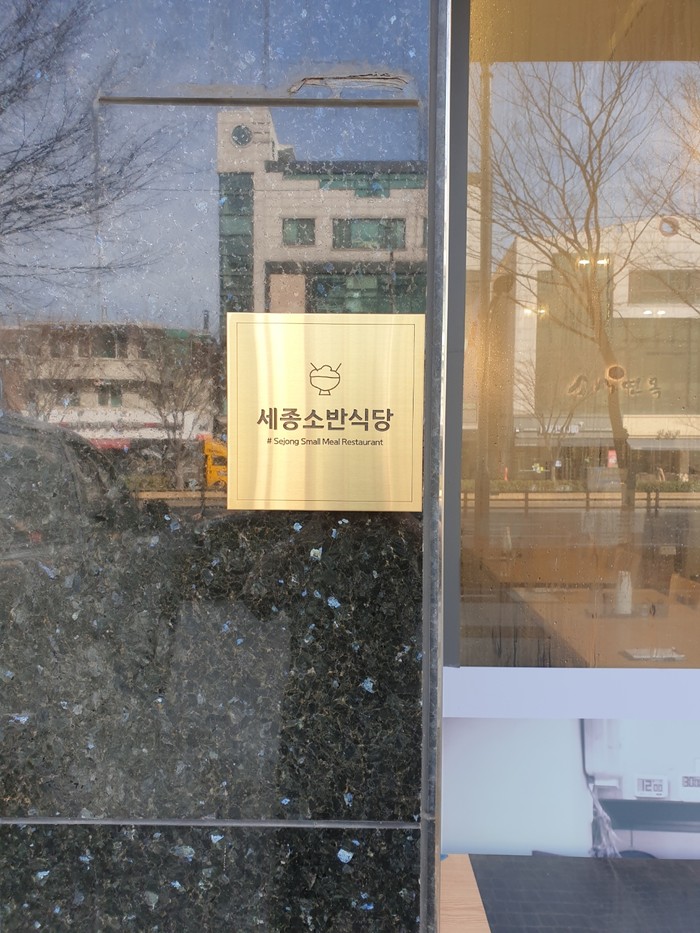 세종소반식당
# Sejong Small Meal Restaurant